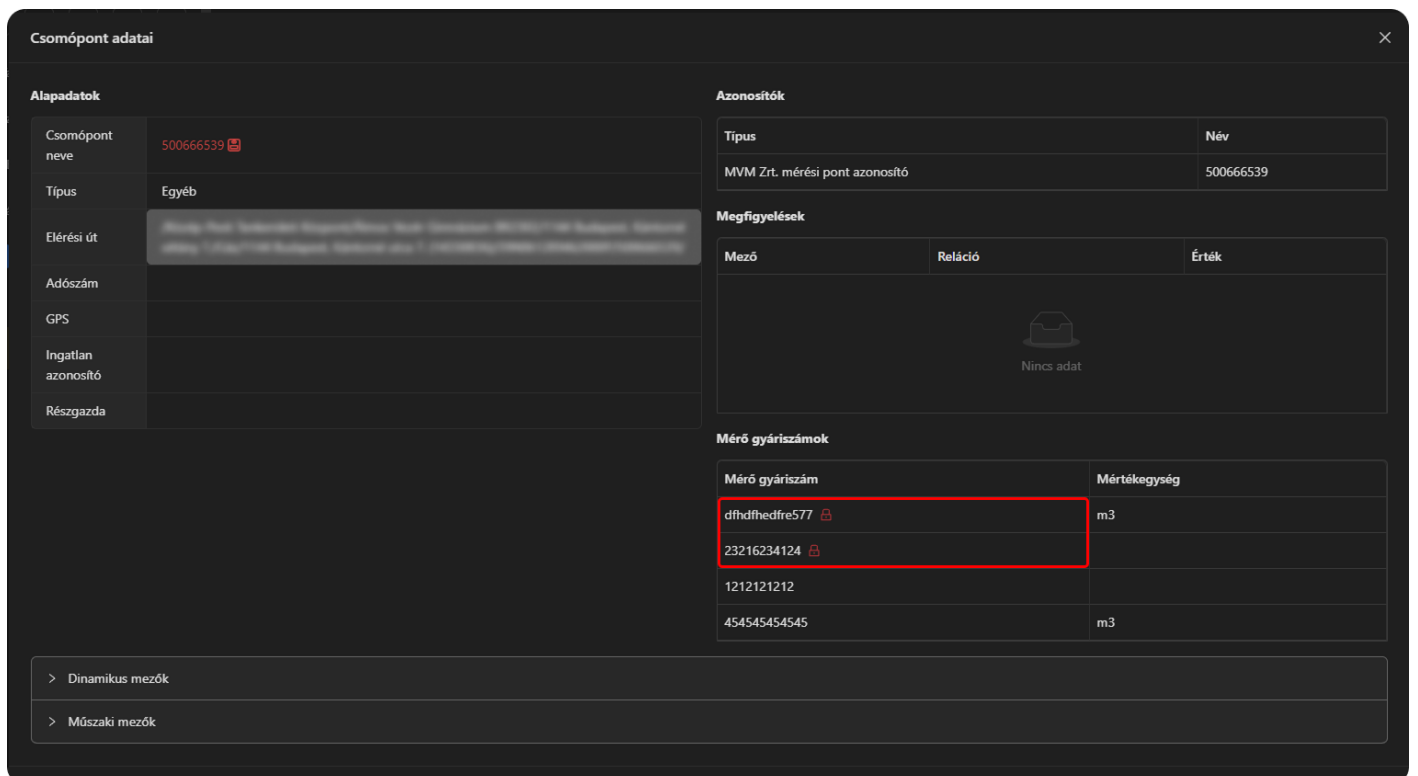 Csomópont adatai
Alapadatok
Csomópont
neve
500666539
Típus
Egyéb
Elérési út
Adószám
GPS
Ingatlan
azonosító
Részgazda
Azonosítók
Típus
Név
MVM Zrt. mérési pont azonosító
500666539
Megfigyelések
Mező
Reláció
Érték
Nincs adat
Mérő gyáriszámok
Mérő gyáriszám
Mértékegység
dfhdfhedfre577
m3
23216234124
1212121212
454545454545
m3
Dinamikus mezők
Műszaki mezők